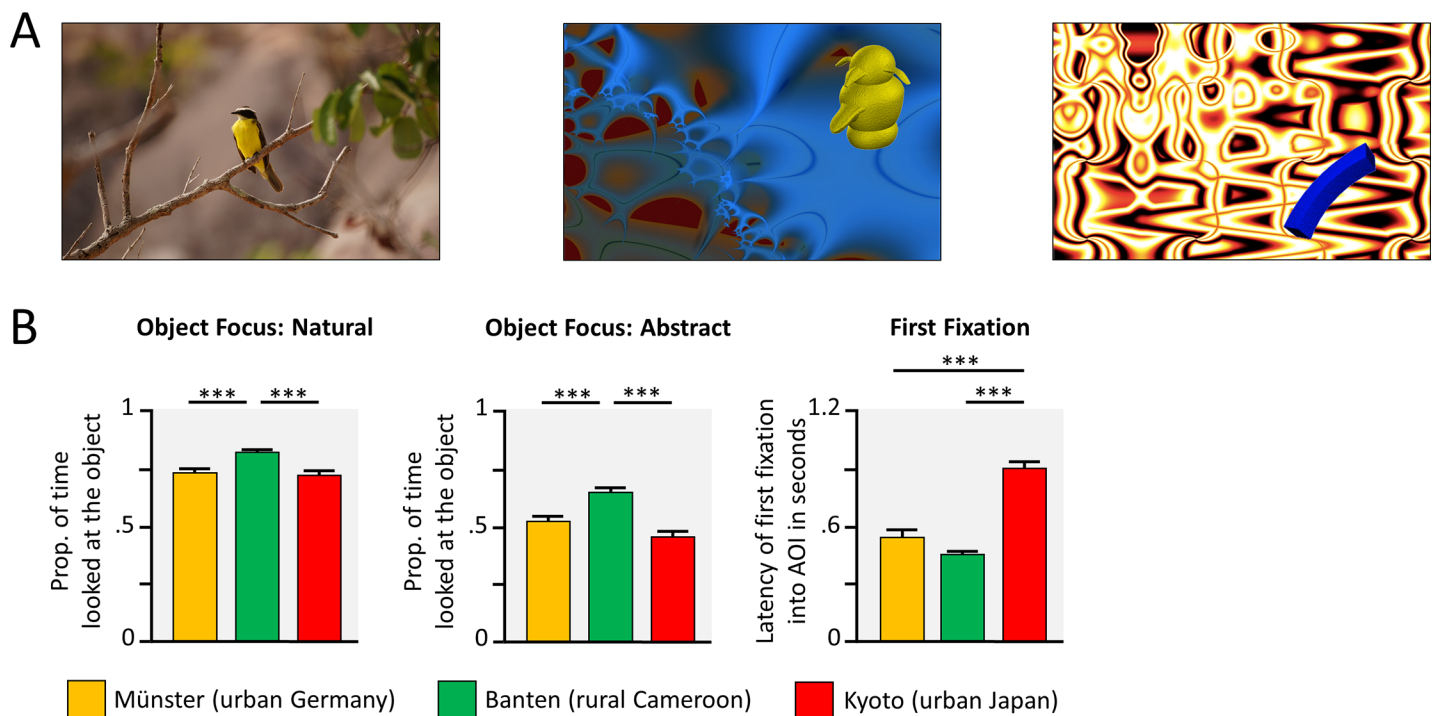 A
B
Object Focus: Natural
Object Focus: Abstract
First Fixation
*** ***
1
.5
0
Prop. of time
looked at the object
*** ***
1
.5
0
Prop. of time
looked at the object
***
***
1.2
.6
0
Latency of first fixation
into AOI in seconds
Münster (urban Germany)
Banten (rural Cameroon)
Kyoto (urban Japan)